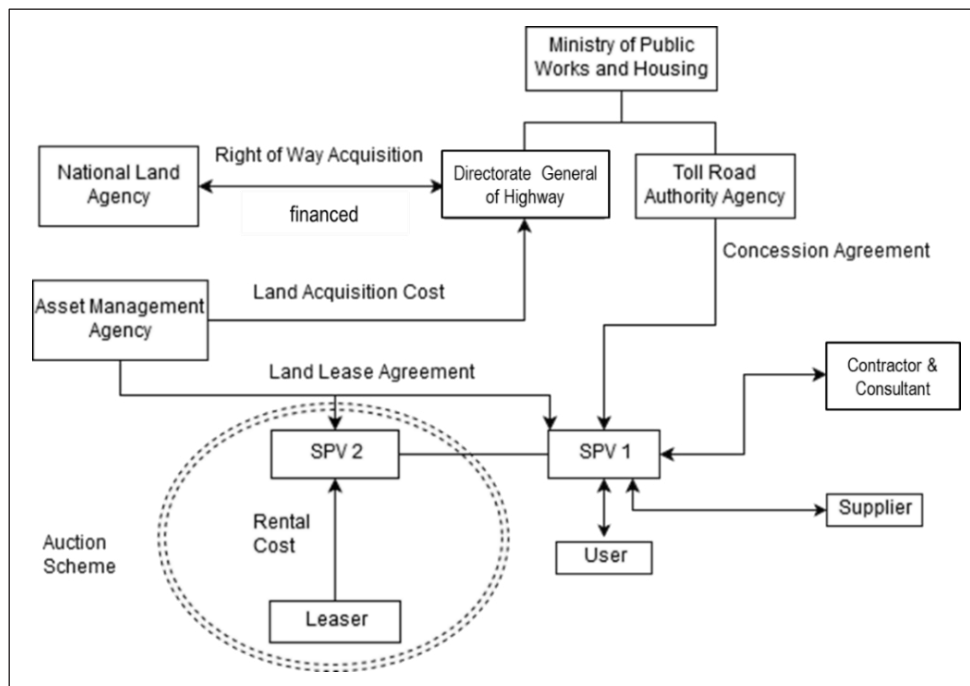 Ministry of Public
Works and Housing
Right of Way Acquisition
National Land
Agency
financed
Directorate General
of Highway
Toll Road
Authority Agency
Concession Agreement
Land Acquisition Cost
Asset Management
Agency
Land Lease Agreement
Contractor &
Consultant
SPV 2
SPV 1
Rental
Cost
Supplier
Auction
Scheme
User
Leaser